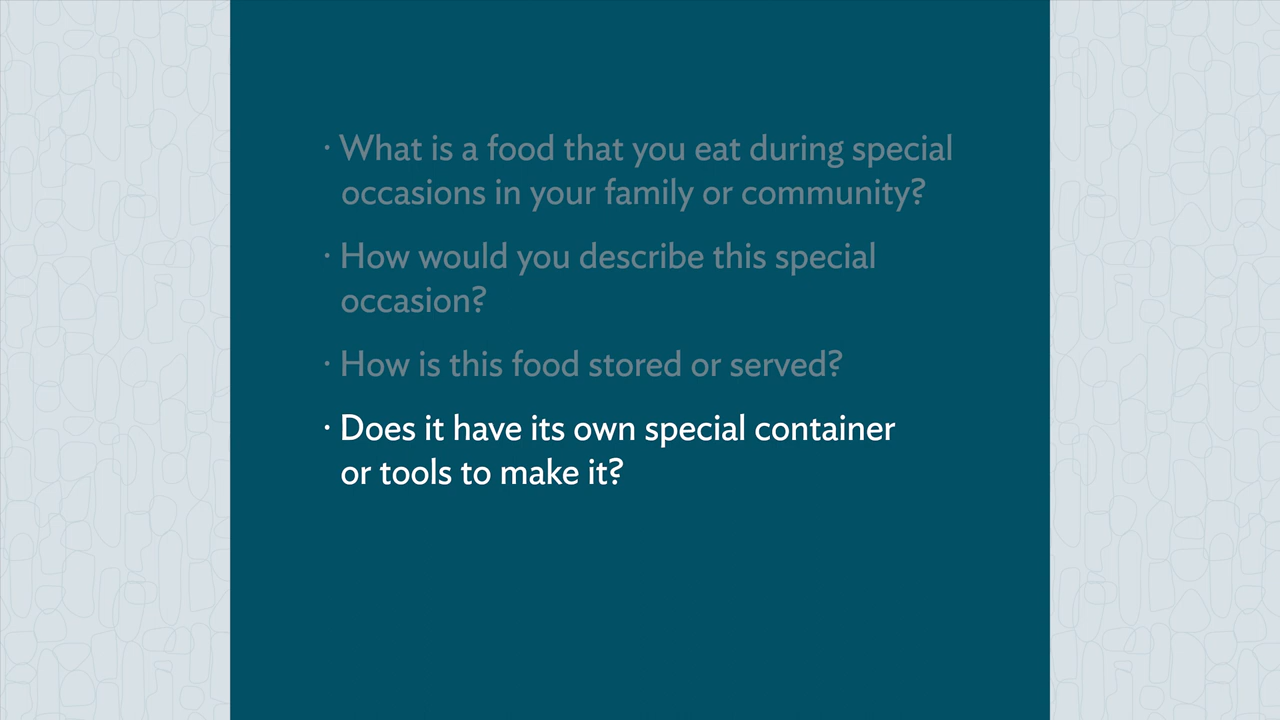 · What is a food that you eat during special
occasions in your family or community?
· How would you describe this special
occasion?
· How is this food stored or served?
· Does it have its own special container
or tools to make it?